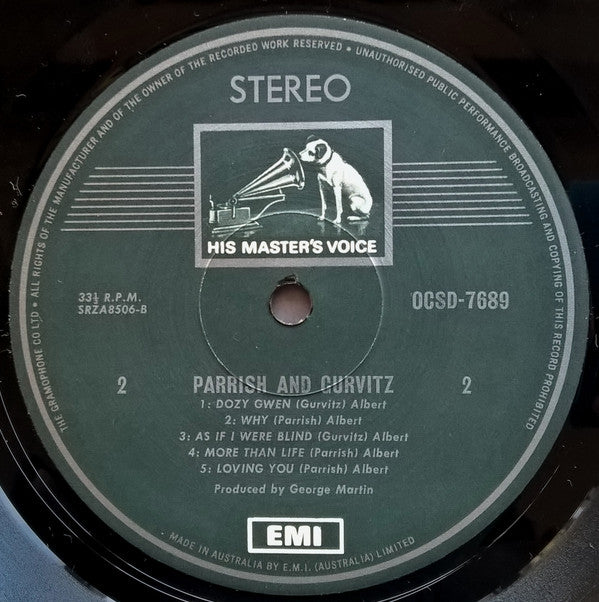 THE GRAMOPHONE CO LTD • ALL RIGHTS OF THE MANUFACTURER AND OF THE OWNER OF THE RECORDED WORK RESERVED • UNAUTHORISED PUBLIC PERFORMANCE BROADCASTING AND COPYING OF THIS RECORD PROHIBITED
STEREO
HIS MASTER'S VOICE
33⅓ R.P.M.
SRZA8506-B
OCSD-7689
2
PARRISH AND GURVITZ
2
1: DOZY GWEN (Gurvitz) Albert
2: WHY (Parrish) Albert
3: AS IF I WERE BLIND (Gurvitz) Albert
4: MORE THAN LIFE (Parrish) Albert
5: LOVING YOU (Parrish) Albert
Produced by George Martin
EMI
MADE IN AUSTRALIA BY E.M.I. (AUSTRALIA) LIMITED